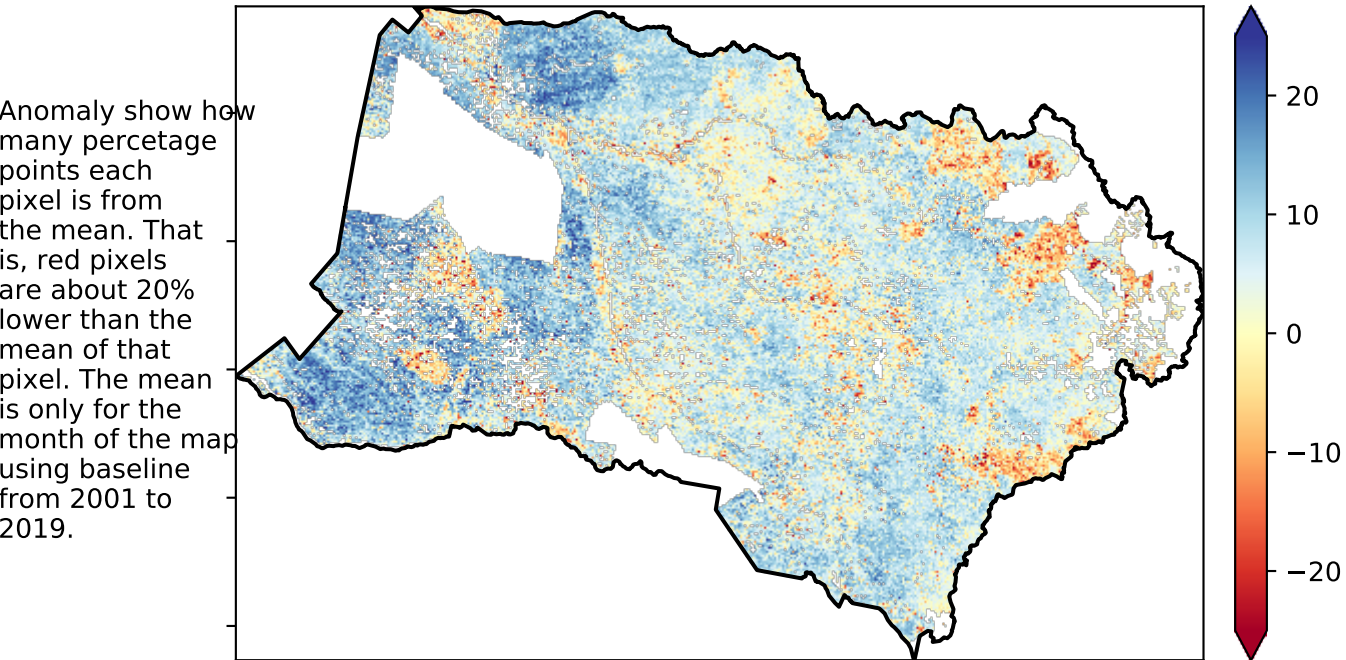 Anomaly show how
many percetage
points each
pixel is from
the mean. That
is, red pixels
are about 20%
lower than the
mean of that
pixel. The mean
is only for the
month of the map
using baseline
from 2001 to
2019.
20
10
0
−10
−20